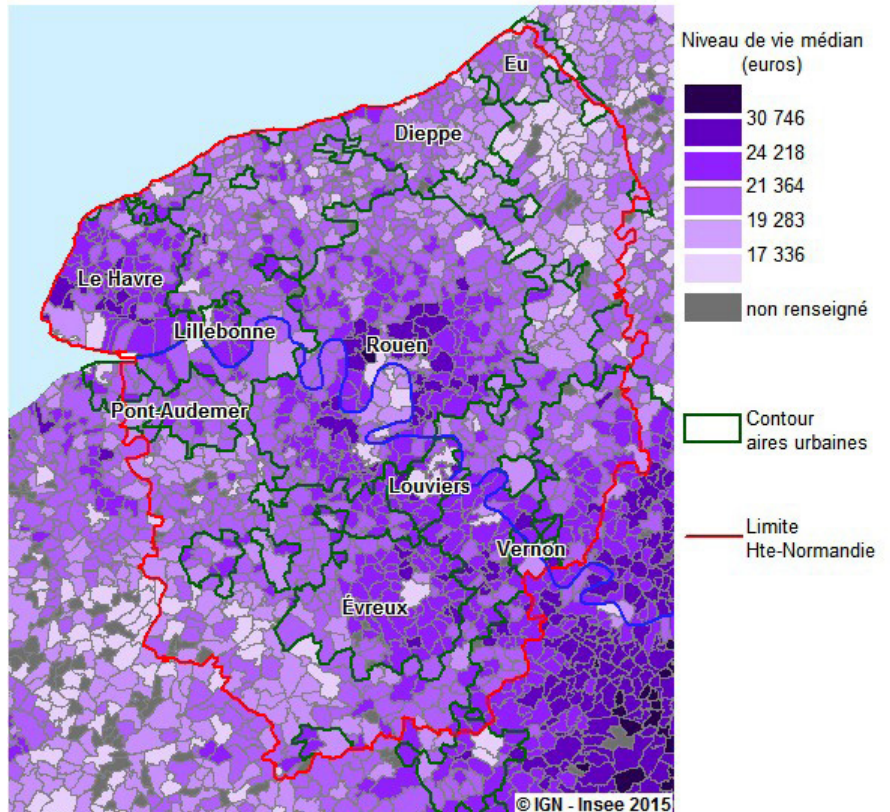 Niveau de vie médian
(euros)
30 746
24 218
21 364
19 283
17 336
non renseigné
Contour
aires urbaines
Limite
Hte-Normandie
Eu
Dieppe
Le Havre
Lillebonne
Rouen
Pont-Audemer
Louviers
Vernon
Évreux
© IGN - Insee 2015